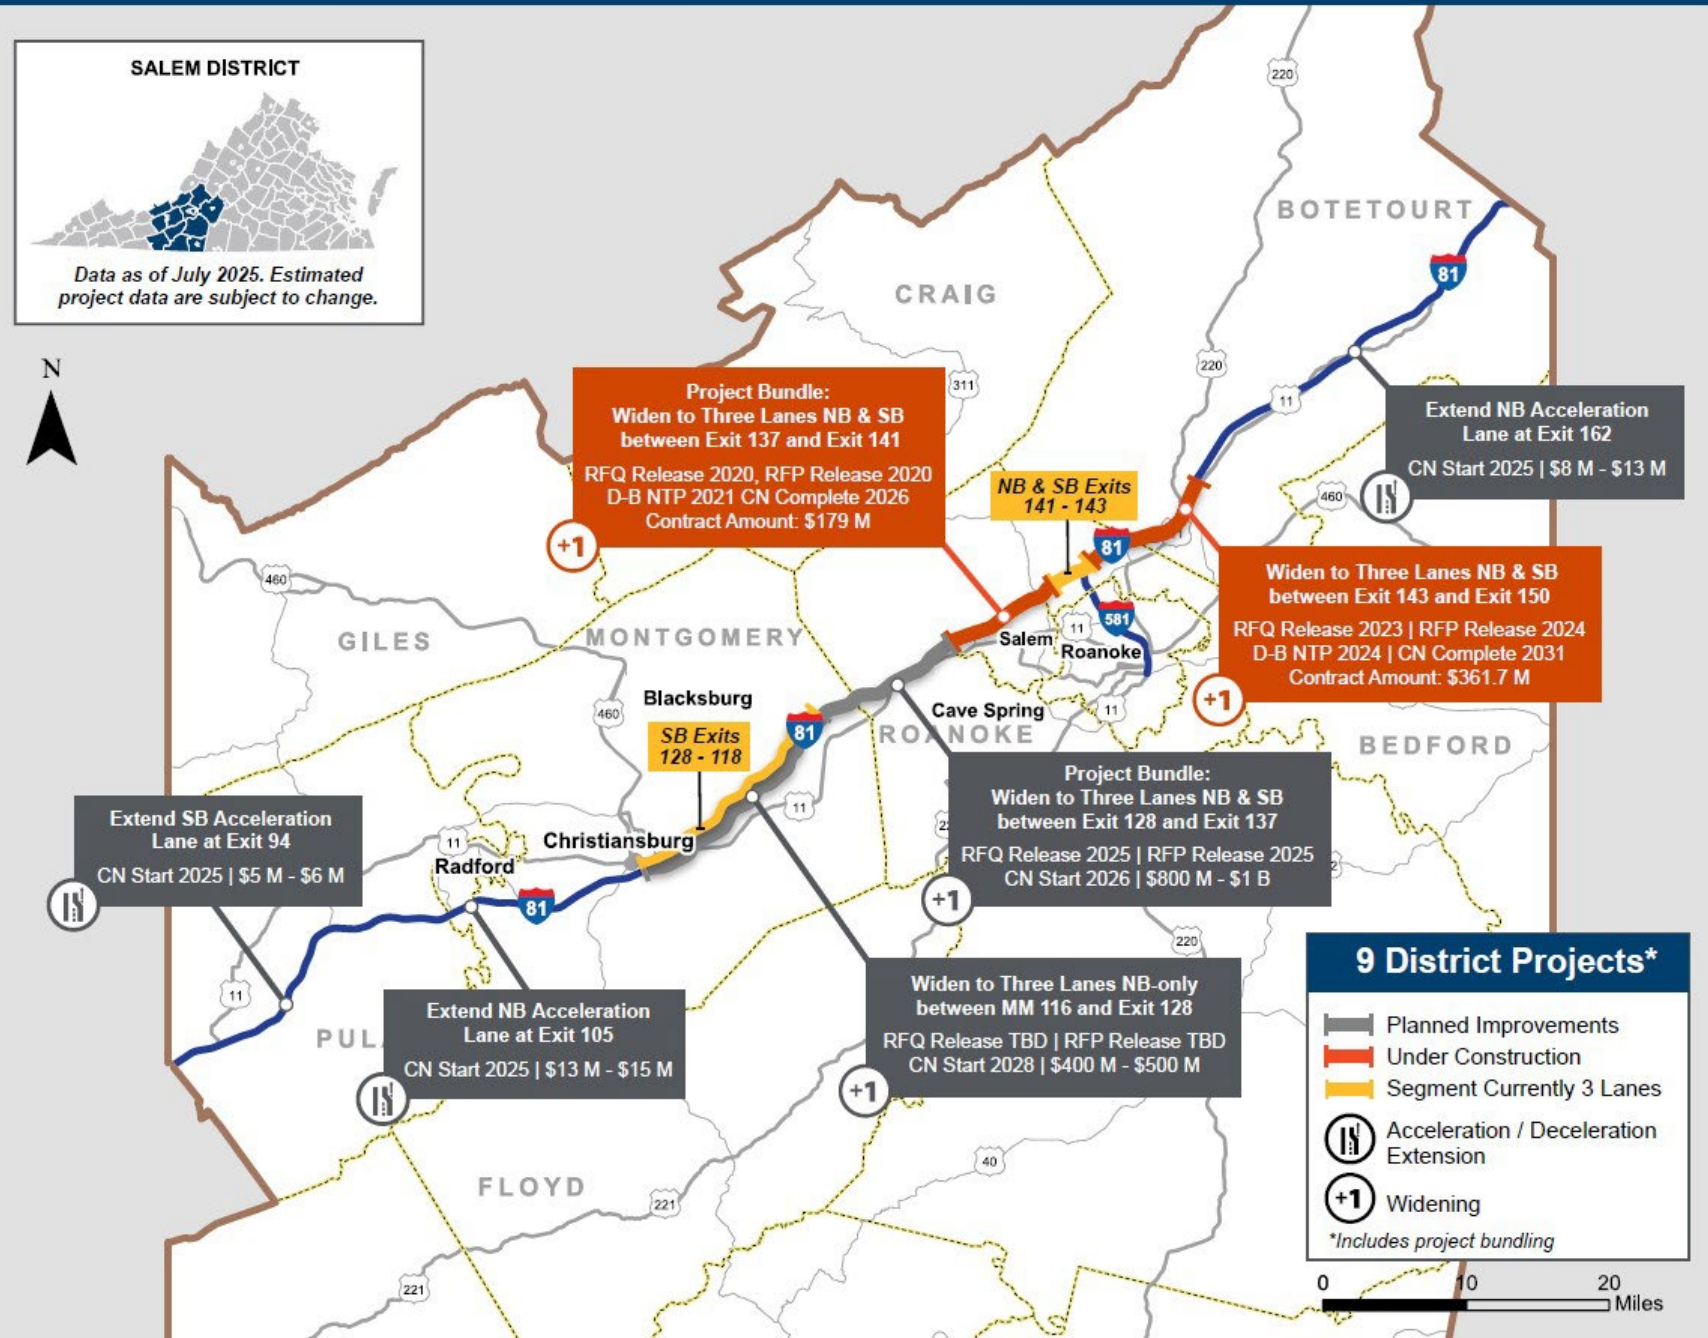 SALEM DISTRICT
Data as of July 2025. Estimated
project data are subject to change.
N
220
BOTETOURT
81
CRAIG
311
220
11
Project Bundle:
Widen to Three Lanes NB & SB
between Exit 137 and Exit 141
RFQ Release 2020, RFP Release 2020
D-B NTP 2021 CN Complete 2026
Contract Amount: $179 M
+1
Extend NB Acceleration
Lane at Exit 162
CN Start 2025 | $8 M - $13 M
NB & SB Exits
141 - 143
460
81
Widen to Three Lanes NB & SB
between Exit 143 and Exit 150
RFQ Release 2023 | RFP Release 2024
D-B NTP 2024 | CN Complete 2031
Contract Amount: $361.7 M
+1
460
GILES
MONTGOMERY
581
11
Salem
Roanoke
Blacksburg
460
SB Exits
128 - 118
81
Cave Spring
11
ROANOKE
BEDFORD
11
Project Bundle:
Widen to Three Lanes NB & SB
between Exit 128 and Exit 137
RFQ Release 2025 | RFP Release 2025
CN Start 2026 | $800 M - $1 B
+1
Extend SB Acceleration
Lane at Exit 94
CN Start 2025 | $5 M - $6 M
11
Christiansburg
Radford
81
220
11
Widen to Three Lanes NB-only
between MM 116 and Exit 128
RFQ Release TBD | RFP Release TBD
CN Start 2028 | $400 M - $500 M
+1
PUL
Extend NB Acceleration
Lane at Exit 105
CN Start 2025 | $13 M - $15 M
FLOYD
221
40
221
9 District Projects*
Planned Improvements
Under Construction
Segment Currently 3 Lanes
Acceleration / Deceleration
Extension
+1 Widening
*Includes project bundling
0 10 20
Miles